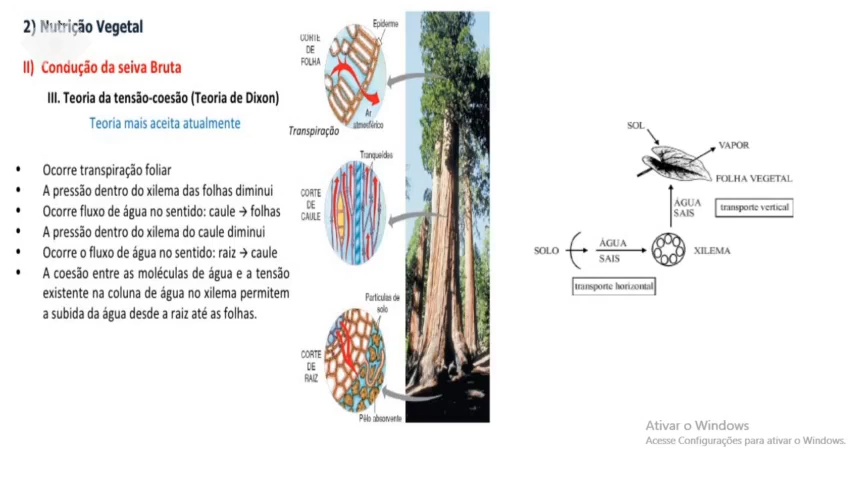 2) Nutrição Vegetal
II) Condução da seiva Bruta
III. Teoria da tensão-coesão (Teoria de Dixon)
Teoria mais aceita atualmente
• Ocorre transpiração foliar
• A pressão dentro do xilema das folhas diminui
• Ocorre fluxo de água no sentido: caule → folhas
• A pressão dentro do xilema do caule diminui
• Ocorre o fluxo de água no sentido: raiz → caule
• A coesão entre as moléculas de água e a tensão
existente na coluna de água no xilema permitem
a subida da água desde a raiz até as folhas.
Epiderme
CORTE
DE
FOLHA
Ar
atmosférico
Transpiração
Traqueídes
CORTE
DE
CAULE
Partículas de
solo
CORTE
DE
RAIZ
Pêlo absorvente
SOL
VAPOR
FOLHA VEGETAL
ÁGUA
SAIS
transporte vertical
SOLO
ÁGUA
SAIS
XILEMA
transporte horizontal
Ativar o Windows
Acesse Configurações para ativar o Windows.